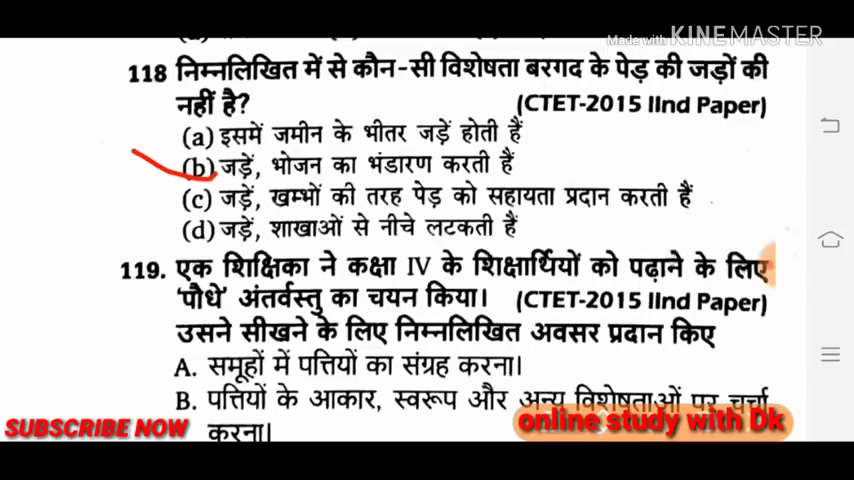 Made with KINEMASTER
118 निम्नलिखित में से कौन-सी विशेषता बरगद के पेड़ की जड़ों की
नहीं है? (CTET-2015 IInd Paper)
(a) इसमें जमीन के भीतर जड़ें होती हैं
(b) जड़ें, भोजन का भंडारण करती हैं
(c) जड़ें, खम्भों की तरह पेड़ को सहायता प्रदान करती हैं
(d) जड़ें, शाखाओं से नीचे लटकती हैं
119. एक शिक्षिका ने कक्षा IV के शिक्षार्थियों को पढ़ाने के लिए
'पौधे' अंतर्वस्तु का चयन किया। (CTET-2015 IInd Paper)
उसने सीखने के लिए निम्नलिखित अवसर प्रदान किए
A. समूहों में पत्तियों का संग्रह करना।
B. पत्तियों के आकार, स्वरूप और अन्य विशेषताओं पर चर्चा
करना।
SUBSCRIBE NOW
online study with Dk